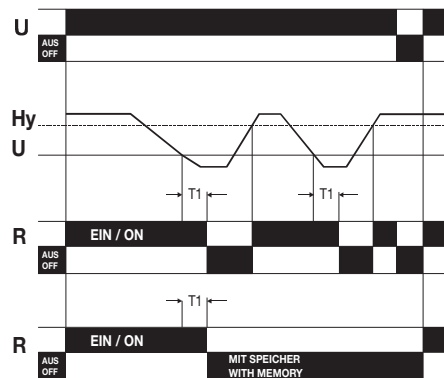 U
AUS
OFF
Hy
U
T1
T1
R
EIN / ON
AUS
OFF
T1
R
EIN / ON
AUS
OFF
MIT SPEICHER
WITH MEMORY